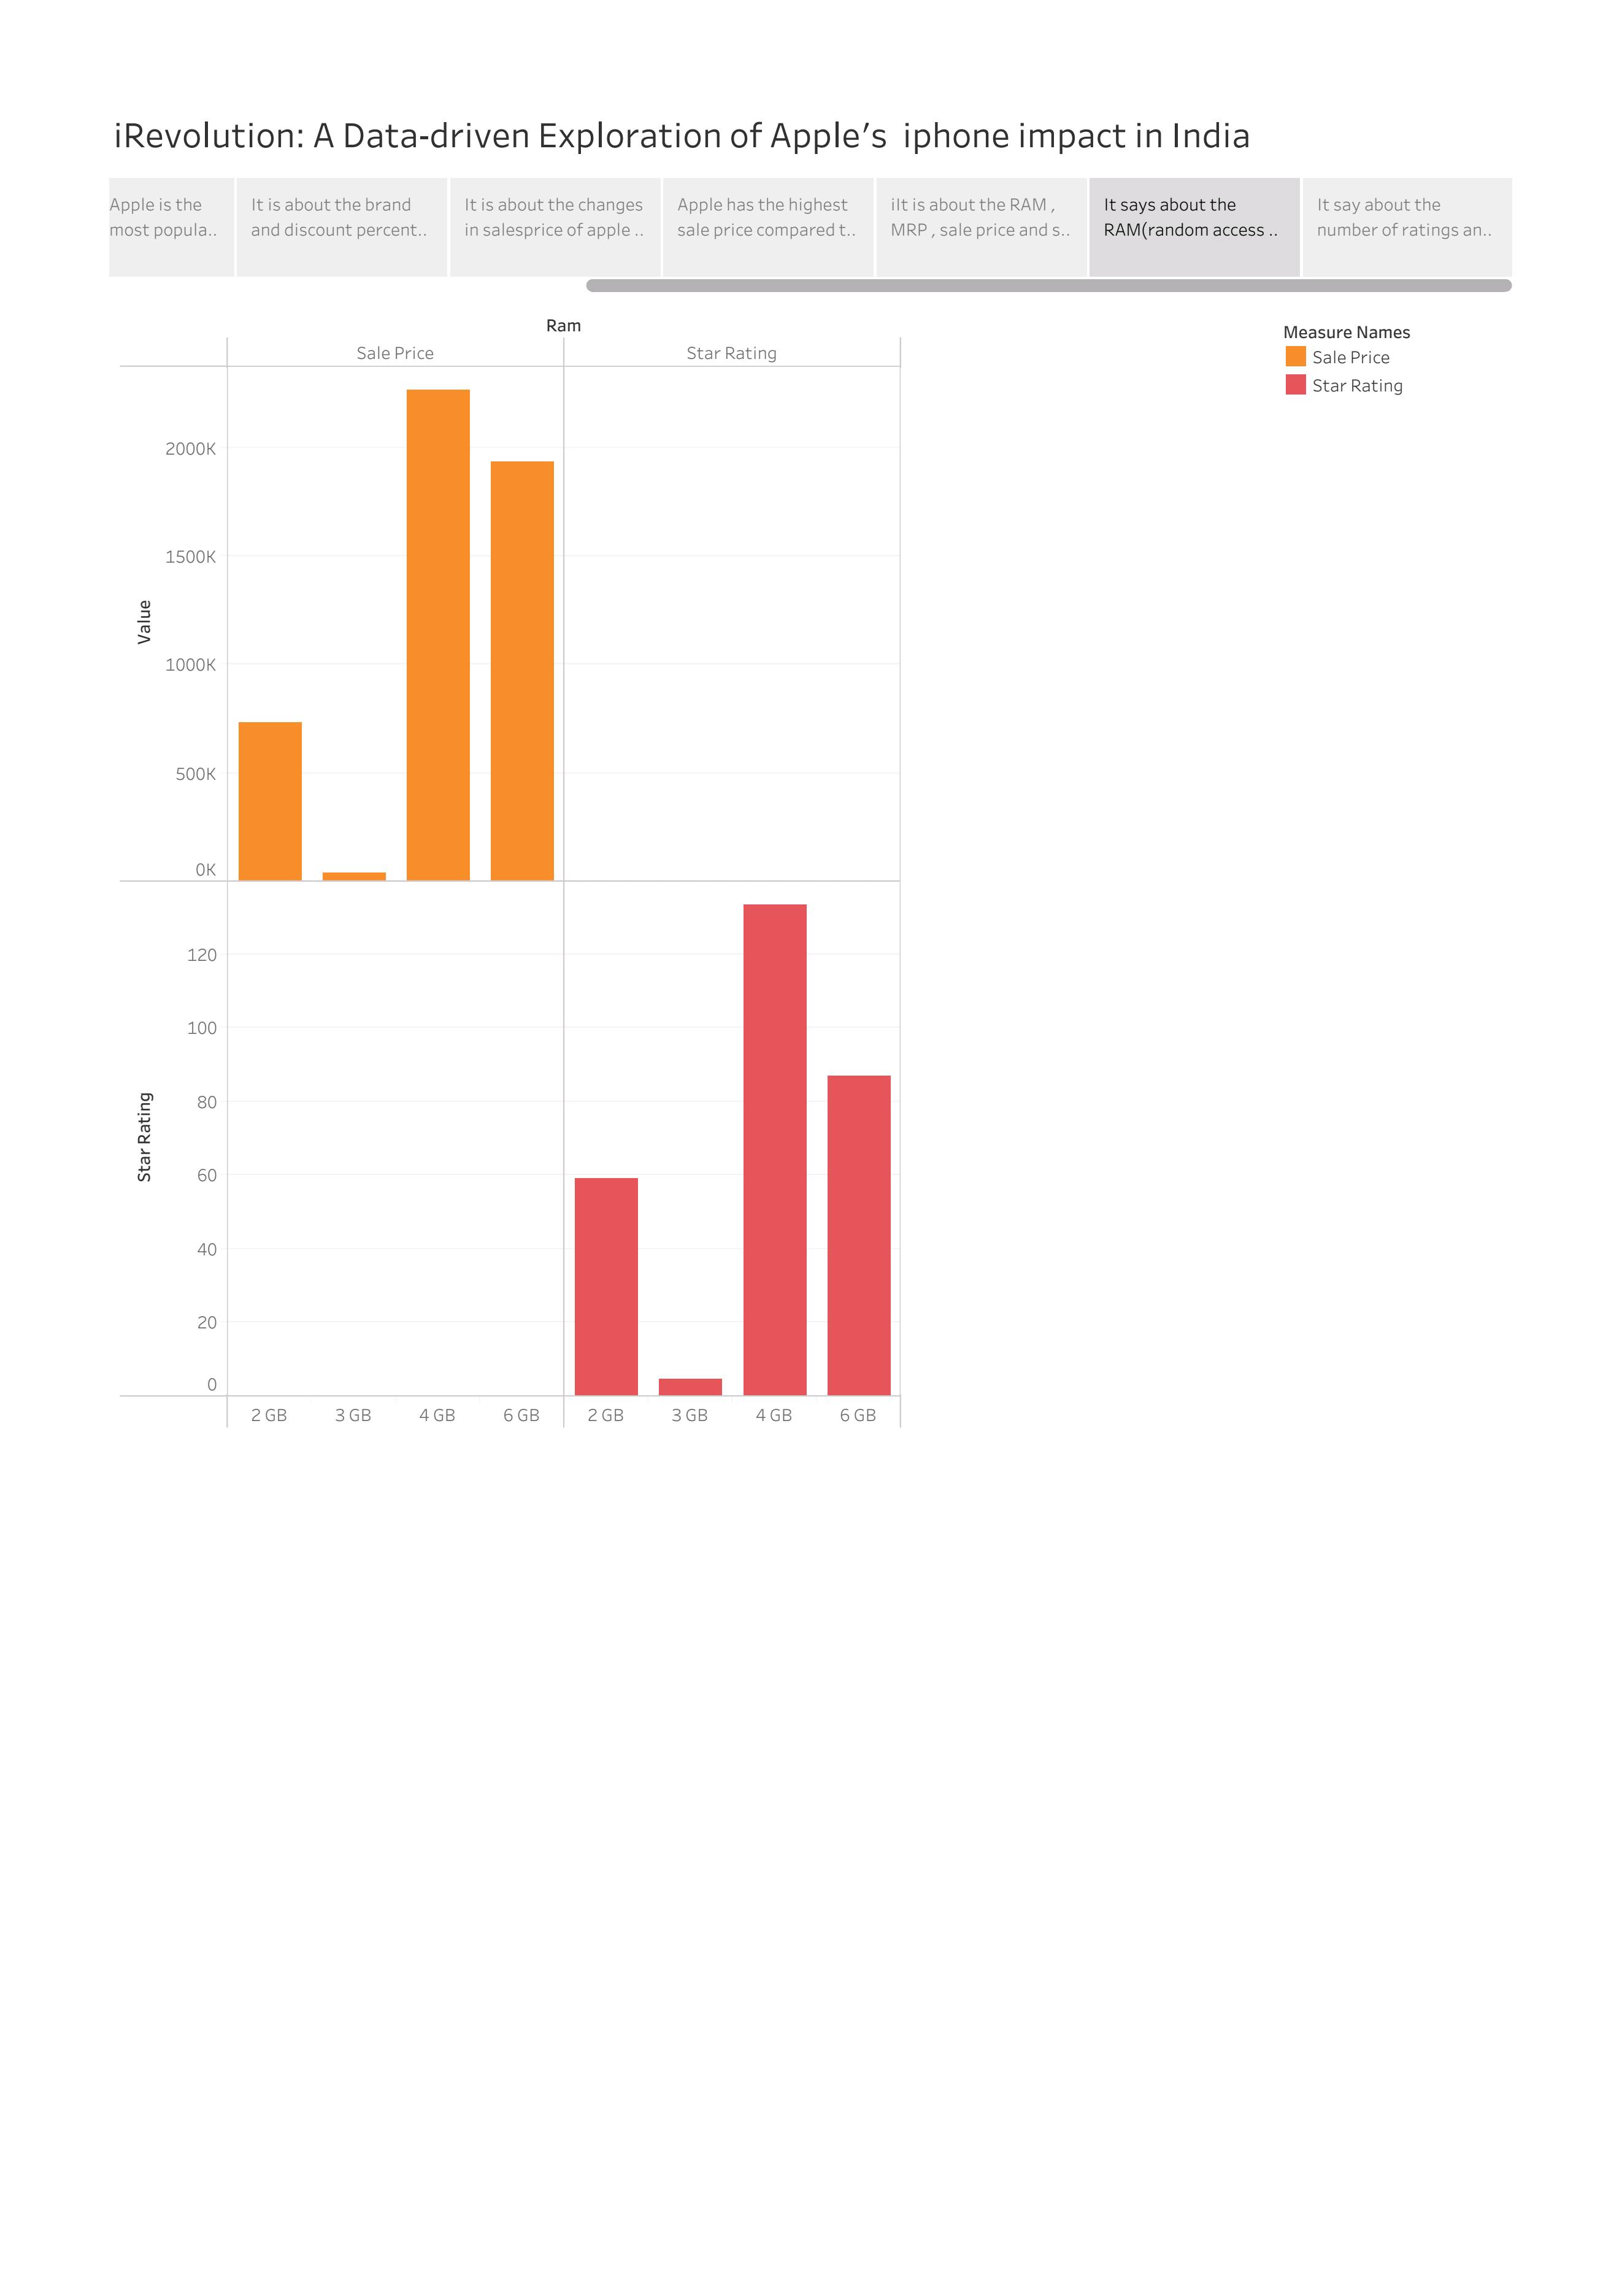 iRevolution: A Data-driven Exploration of Apple's  iphone impact in India
Apple is the
most popula..
It is about the brand
and discount percent..
It is about the changes
in salesprice of apple ..
Apple has the highest
sale price compared t..
iIt is about the RAM ,
MRP , sale price and s..
It says about the
RAM(random access ..
It say about the
number of ratings an..
Ram
Sale Price
Star Rating
Measure Names
Sale Price
Star Rating
Value
2000K
1500K
1000K
500K
0K
Star Rating
120
100
80
60
40
20
0
2 GB
3 GB
4 GB
6 GB
2 GB
3 GB
4 GB
6 GB